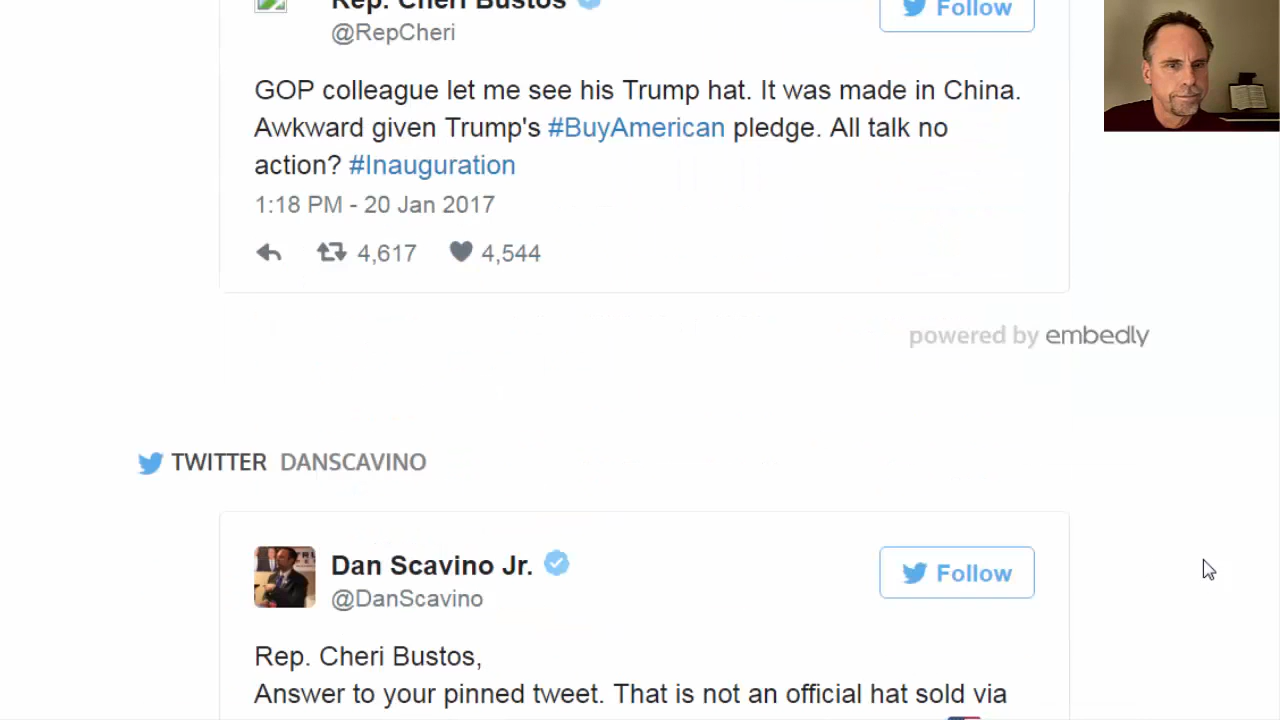 Rep. Cheri Bustos
Follow
@RepCheri
GOP colleague let me see his Trump hat. It was made in China.
Awkward given Trump's #BuyAmerican pledge. All talk no
action? #Inauguration
1:18 PM - 20 Jan 2017
4,617 4,544
powered by embedly
TWITTER DANSCAVINO
Dan Scavino Jr.
Follow
@DanScavino
Rep. Cheri Bustos,
Answer to your pinned tweet. That is not an official hat sold via